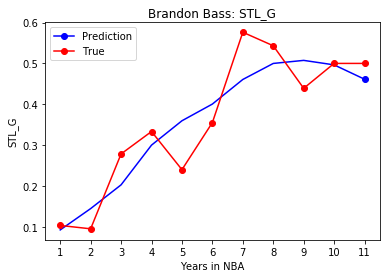 Brandon Bass: STL_G
Prediction
True
STL_G
0.6
0.5
0.4
0.3
0.2
0.1
1 2 3 4 5 6 7 8 9 10 11
Years in NBA